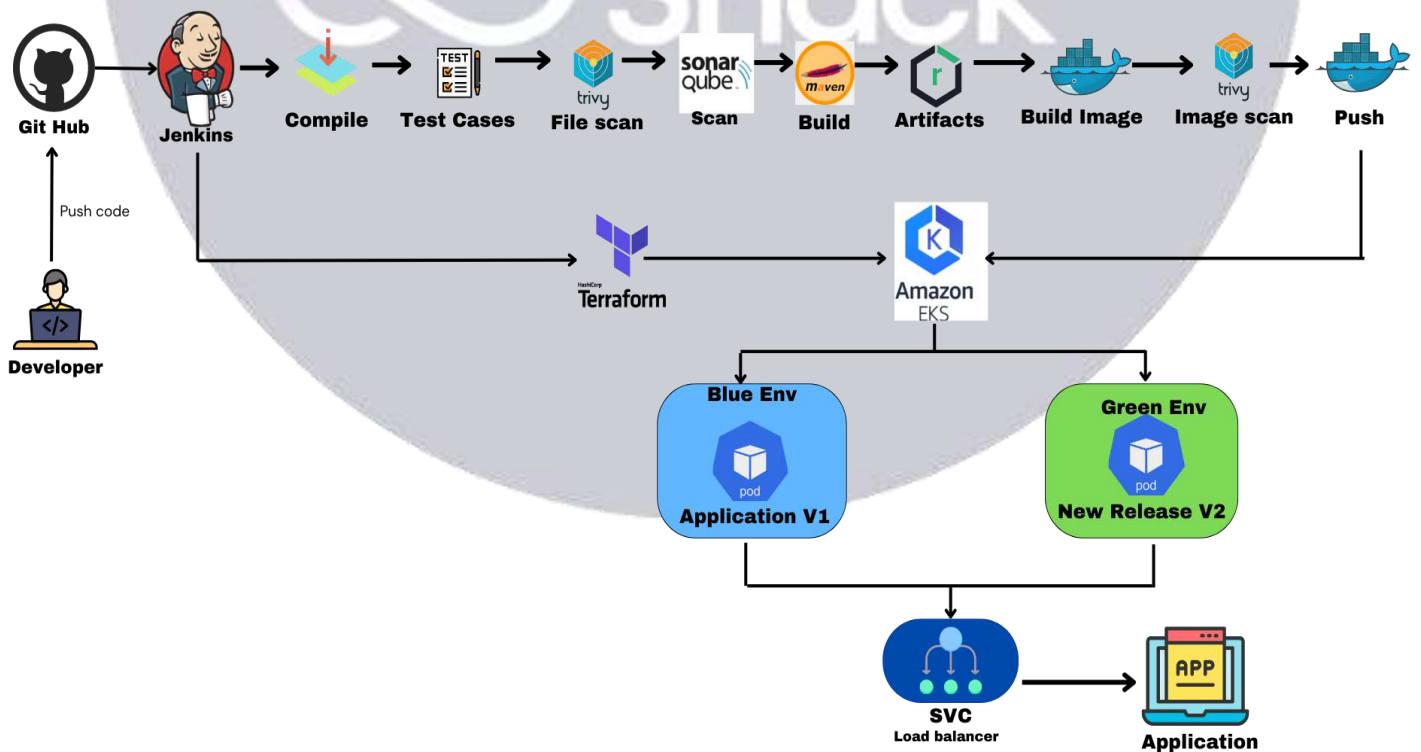 snack
Git Hub
Jenkins
Compile
TEST
Test Cases
trivy
File scan
sonar
qube
Scan
maven
Build
r
Artifacts
Build Image
trivy
Image scan
Push
Push code
Developer
</>
HashiCorp
Terraform
K
Amazon
EKS
Blue Env
pod
Application V1
Green Env
pod
New Release V2
SVC
Load balancer
APP
Application